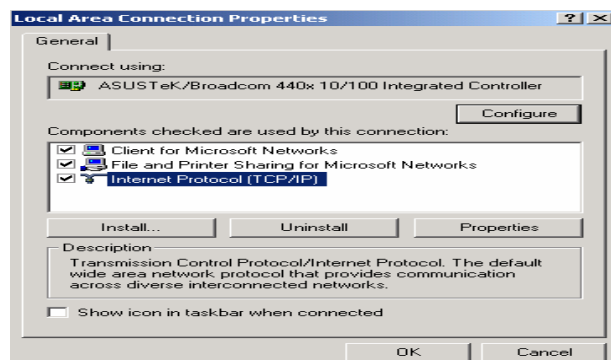 Local Area Connection Properties
General
Connect using:
ASUSTeK/Broadcom 440x 10/100 Integrated Controller
Configure
Components checked are used by this connection:
Client for Microsoft Networks
File and Printer Sharing for Microsoft Networks
Internet Protocol (TCP/IP)
Install... Uninstall Properties
Description
Transmission Control Protocol/Internet Protocol. The default
wide area network protocol that provides communication
across diverse interconnected networks.
Show icon in taskbar when connected
OK Cancel